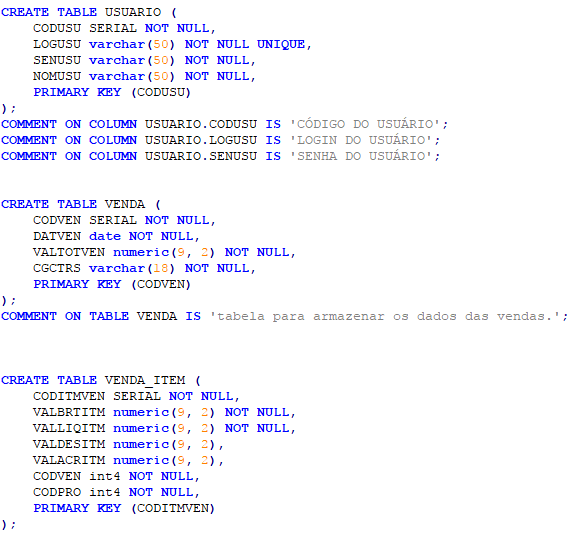 CREATE TABLE USUARIO (
CODUSU SERIAL NOT NULL,
LOGUSU varchar(50) NOT NULL UNIQUE,
SENUSU varchar(50) NOT NULL,
NOMUSU varchar(50) NOT NULL,
PRIMARY KEY (CODUSU)
);
COMMENT ON COLUMN USUARIO.CODUSU IS 'CÓDIGO DO USUÁRIO';
COMMENT ON COLUMN USUARIO.LOGUSU IS 'LOGIN DO USUÁRIO';
COMMENT ON COLUMN USUARIO.SENUSU IS 'SENHA DO USUÁRIO';
CREATE TABLE VENDA (
CODVEN SERIAL NOT NULL,
DATVEN date NOT NULL,
VALTOTVEN numeric(9, 2) NOT NULL,
CGCTRS varchar(18) NOT NULL,
PRIMARY KEY (CODVEN)
);
COMMENT ON TABLE VENDA IS 'tabela para armazenar os dados das vendas.';
CREATE TABLE VENDA_ITEM (
CODITMVEN SERIAL NOT NULL,
VALBRTITM numeric(9, 2) NOT NULL,
VALLIQITM numeric(9, 2) NOT NULL,
VALDESITM numeric(9, 2),
VALACRITM numeric(9, 2),
CODVEN int4 NOT NULL,
CODPRO int4 NOT NULL,
PRIMARY KEY (CODITMVEN)
);